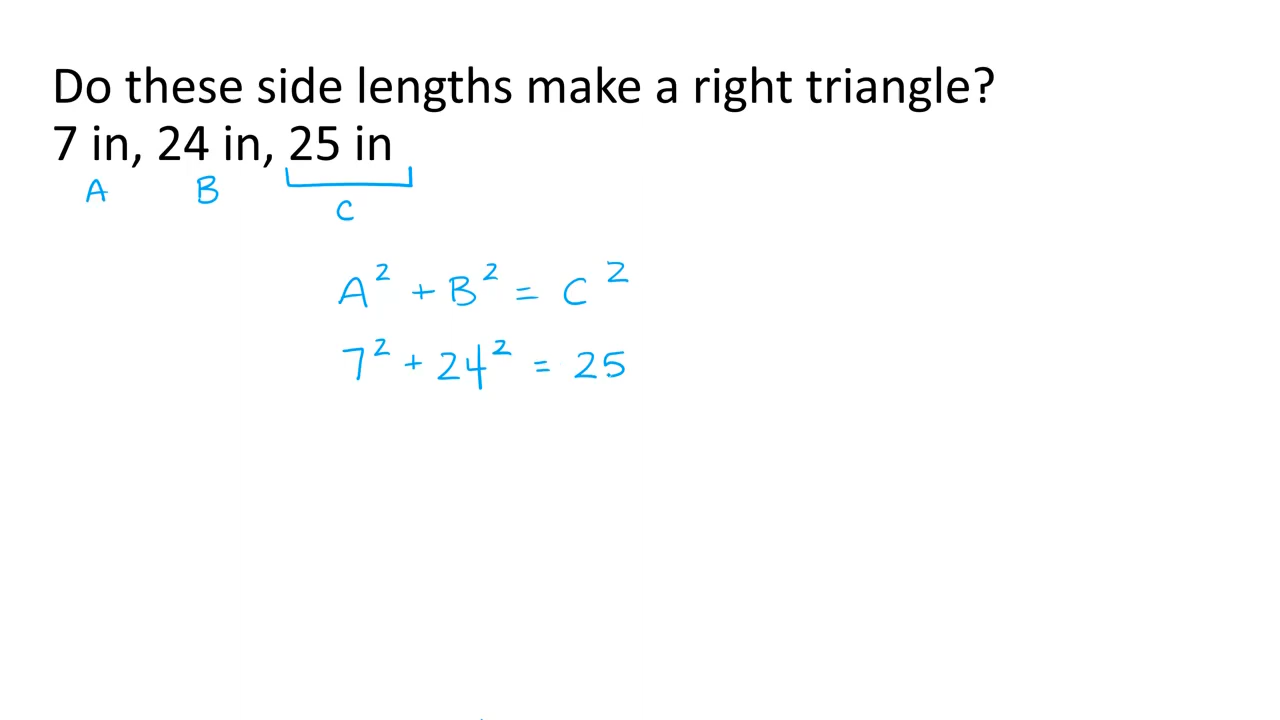 Do these side lengths make a right triangle?
7 in, 24 in, 25 in
A B
C
A² + B² = C²
7² + 24² = 25